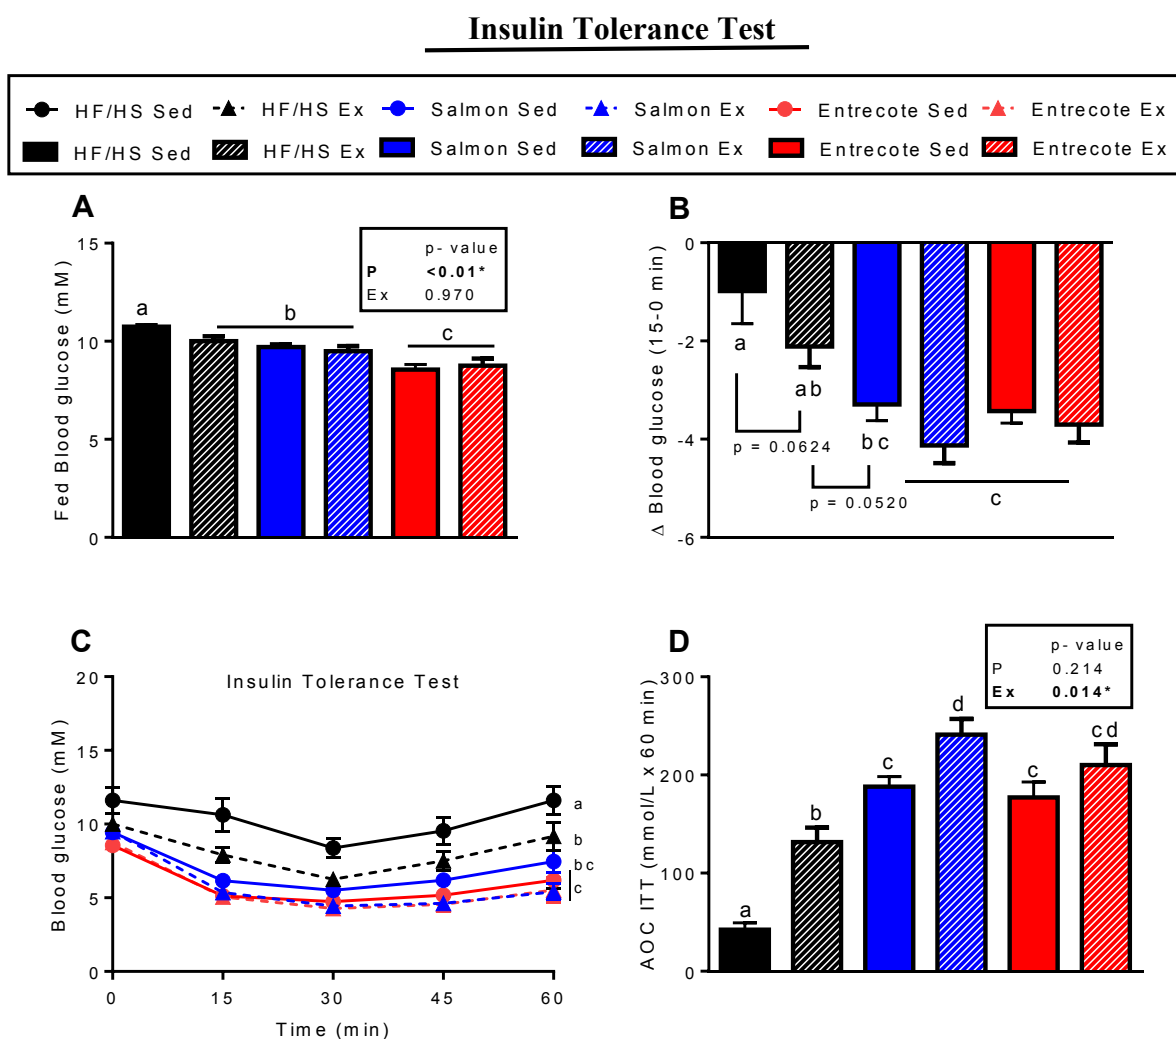 Insulin Tolerance Test
HF/HS Sed HF/HS Ex Salmon Sed Salmon Ex Entrecote Sed Entrecote Ex
HF/HS Sed HF/HS Ex Salmon Sed Salmon Ex Entrecote Sed Entrecote Ex
A
Fed Blood glucose (mM)
15
10
5
0
a
b
c
p- value
P <0.01*
Ex 0.970
B
Δ Blood glucose (15-0 min)
0
-2
-4
-6
a
ab
bc
c
p = 0.0624
p = 0.0520
C
Insulin Tolerance Test
Blood glucose (mM)
20
15
10
5
0
a
b
bc
c
0 15 30 45 60
Time (min)
D
p- value
P 0.214
Ex 0.014*
AOC ITT (mmol/L x 60 min)
300
200
100
0
a
b
c
d
c
cd